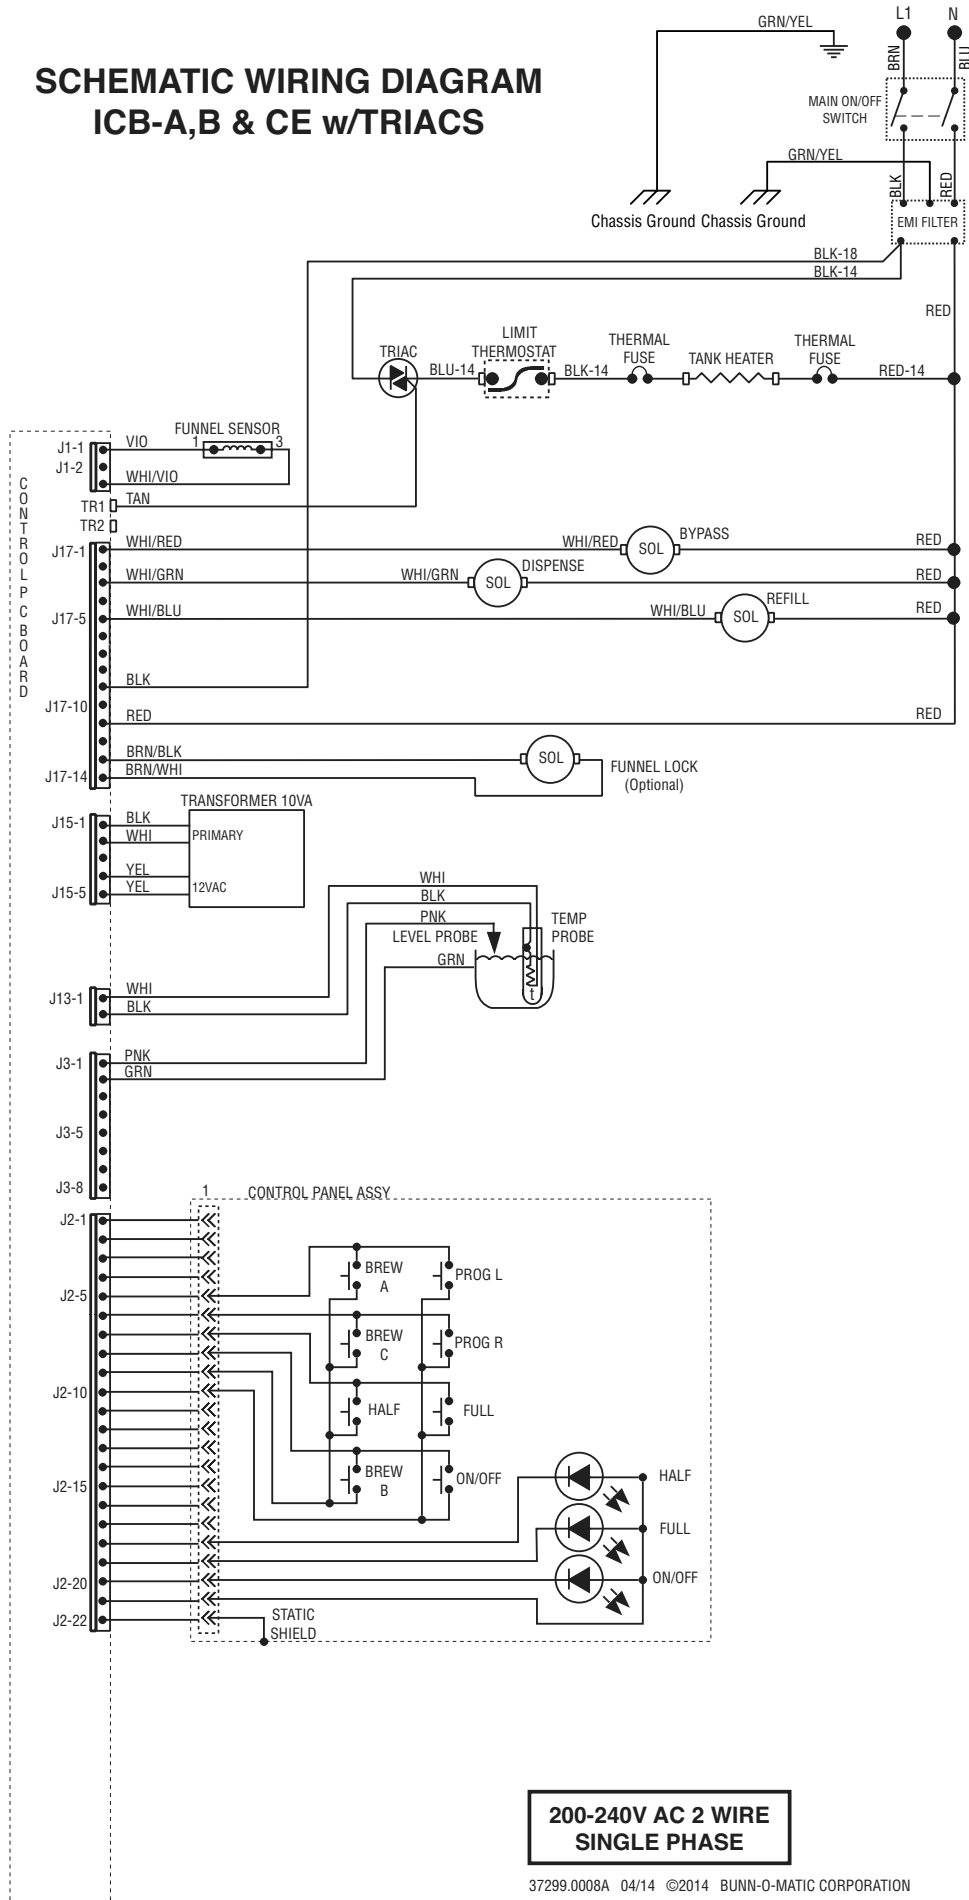 SCHEMATIC WIRING DIAGRAM
ICB-A,B & CE w/TRIACS
GRN/YEL
L1
N
BRN
BLU
MAIN ON/OFF
SWITCH
GRN/YEL
BLK
RED
Chassis Ground
Chassis Ground
EMI FILTER
BLK-18
BLK-14
RED
TRIAC
BLU-14
LIMIT
THERMOSTAT
BLK-14
THERMAL
FUSE
TANK HEATER
THERMAL
FUSE
RED-14
CONTROL P C BOARD
J1-1
J1-2
VIO
1
FUNNEL SENSOR
3
WHI/VIO
TR1
TAN
TR2
J17-1
WHI/RED
WHI/RED
SOL
BYPASS
RED
WHI/GRN
WHI/GRN
SOL
DISPENSE
RED
J17-5
WHI/BLU
WHI/BLU
SOL
REFILL
RED
BLK
J17-10
RED
RED
BRN/BLK
SOL
J17-14
BRN/WHI
FUNNEL LOCK
(Optional)
TRANSFORMER 10VA
J15-1
BLK
WHI
PRIMARY
YEL
J15-5
YEL
12VAC
WHI
BLK
PNK
LEVEL PROBE
TEMP
PROBE
GRN
t
J13-1
WHI
BLK
J3-1
PNK
GRN
J3-5
J3-8
1
CONTROL PANEL ASSY
J2-1
J2-5
BREW
A
PROG L
BREW
C
PROG R
J2-10
HALF
FULL
J2-15
BREW
B
ON/OFF
HALF
FULL
J2-20
ON/OFF
J2-22
STATIC
SHIELD
200-240V AC 2 WIRE
SINGLE PHASE
37299.0008A 04/14 ©2014 BUNN-O-MATIC CORPORATION